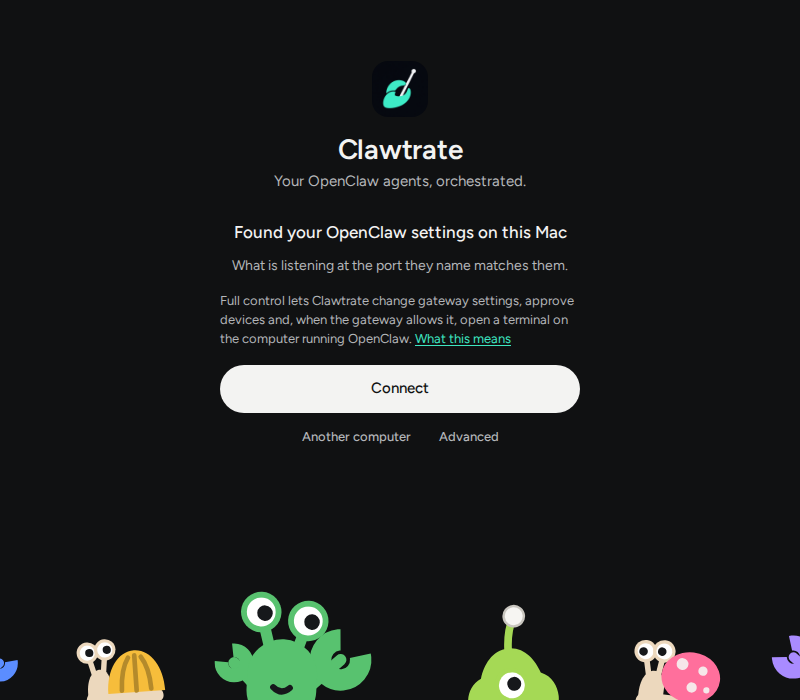 Clawtrate
Your OpenClaw agents, orchestrated.
Found your OpenClaw settings on this Mac
What is listening at the port they name matches them.
Full control lets Clawtrate change gateway settings, approve
devices and, when the gateway allows it, open a terminal on
the computer running OpenClaw. What this means
Connect
Another computer Advanced